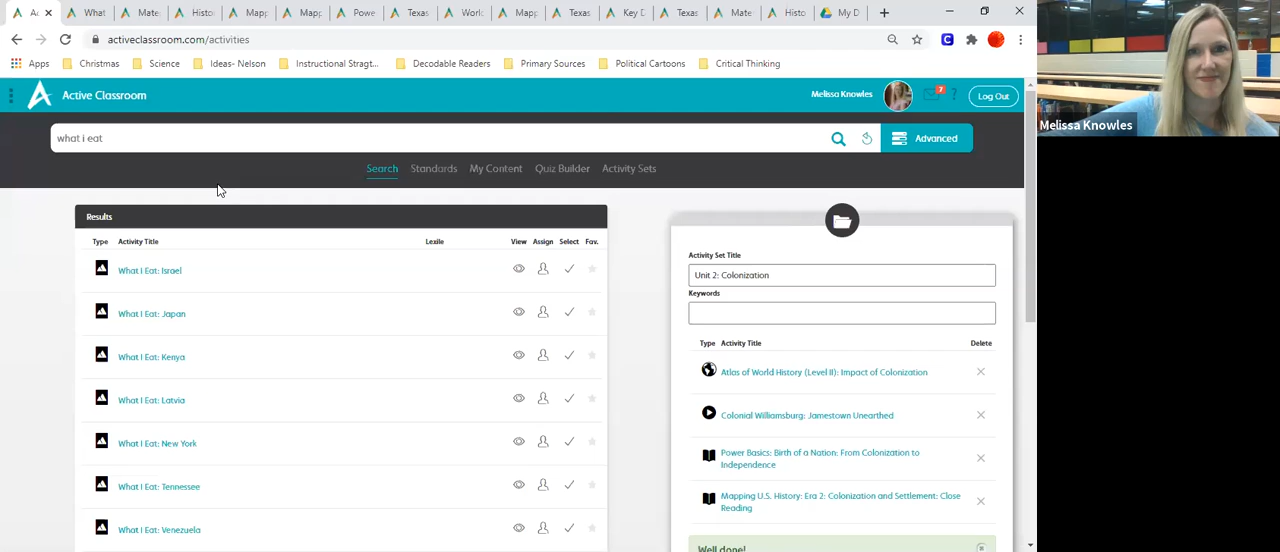 Ac
What
Mate
Histo
Mapp
Mapp
Pow
Texas
Worl
Mapp
Texas
Key D
Texas
Mate
Histo
My D
activeclassroom.com/activities
Apps
Christmas
Science
Ideas- Nelson
InstructionStragt...
Decodable Readers
Primary Sources
Political Cartoons
Critical Thinking
Active Classroom
Melissa Knowles
7
?
Log Out
what i eat
Advanced
Search Standards My Content Quiz Builder Activity Sets
Results
Type Activity Title Lexile View Assign Select Fav.
What I Eat: Israel
What I Eat: Japan
What I Eat: Kenya
What I Eat: Latvia
What I Eat: New York
What I Eat: Tennessee
What I Eat: Venezuela
Activity Set Title
Unit 2: Colonization
Keywords
Type Activity Title Delete
Atlas of World History (Level II): Impact of Colonization
Colonial Williamsburg: Jamestown Unearthed
Power Basics: Birth of a Nation: From Colonization to
Independence
Mapping U.S. History: Era 2: Colonization and Settlement: Close
Reading
Well done!
Melissa Knowles